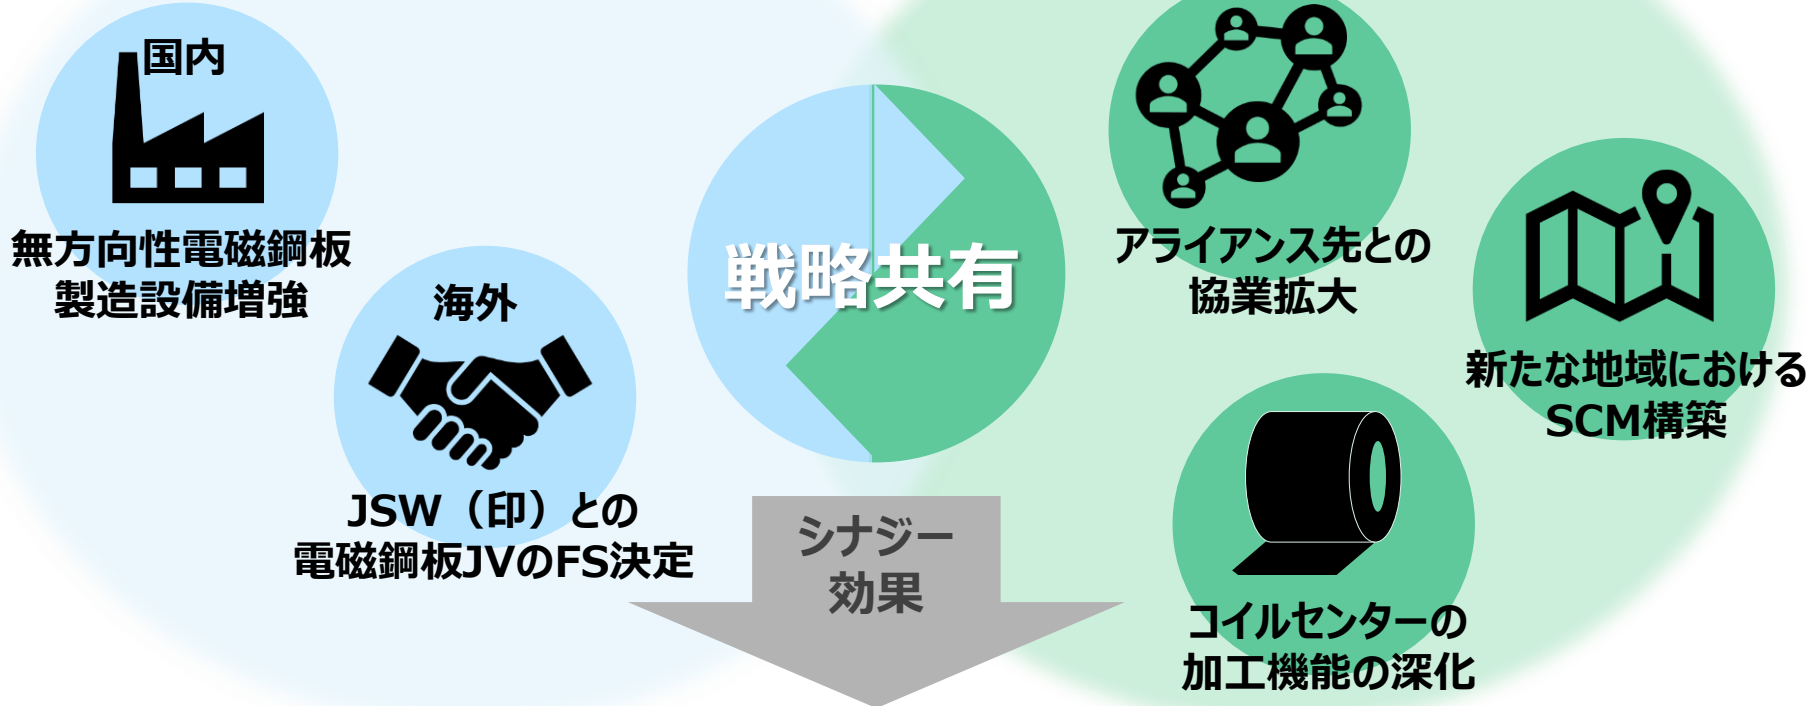 国内
無方向性電磁鋼板
製造設備増強
海外
JSW（印）との
電磁鋼板JVのFS決定
戦略共有
シナジー
効果
アライアンス先との
協業拡大
新たな地域における
SCM構築
コイルセンターの
加工機能の深化